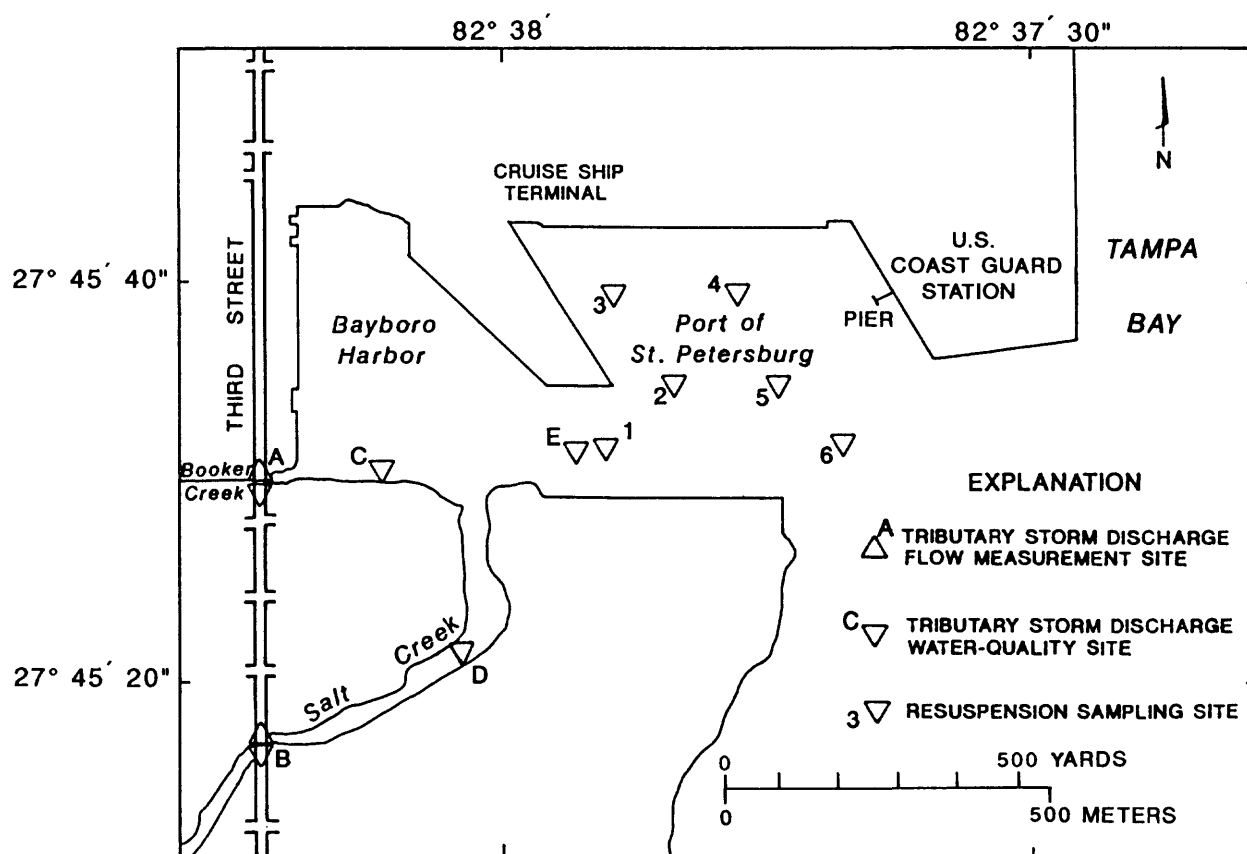 82° 38′
82° 37′ 30"
N
CRUISE SHIP
TERMINAL
U.S.
COAST GUARD
STATION
TAMPA
BAY
27° 45′ 40"
THIRD STREET
Bayboro
Harbor
3
4
Port of
St. Petersburg
PIER
2
5
E
1
6
A
C
Booker
Creek
EXPLANATION
A
TRIBUTARY STORM DISCHARGE
FLOW MEASUREMENT SITE
C
TRIBUTARY STORM DISCHARGE
WATER-QUALITY SITE
3
RESUSPENSION SAMPLING SITE
27° 45′ 20"
Salt Creek
D
B
0
500 YARDS
0
500 METERS